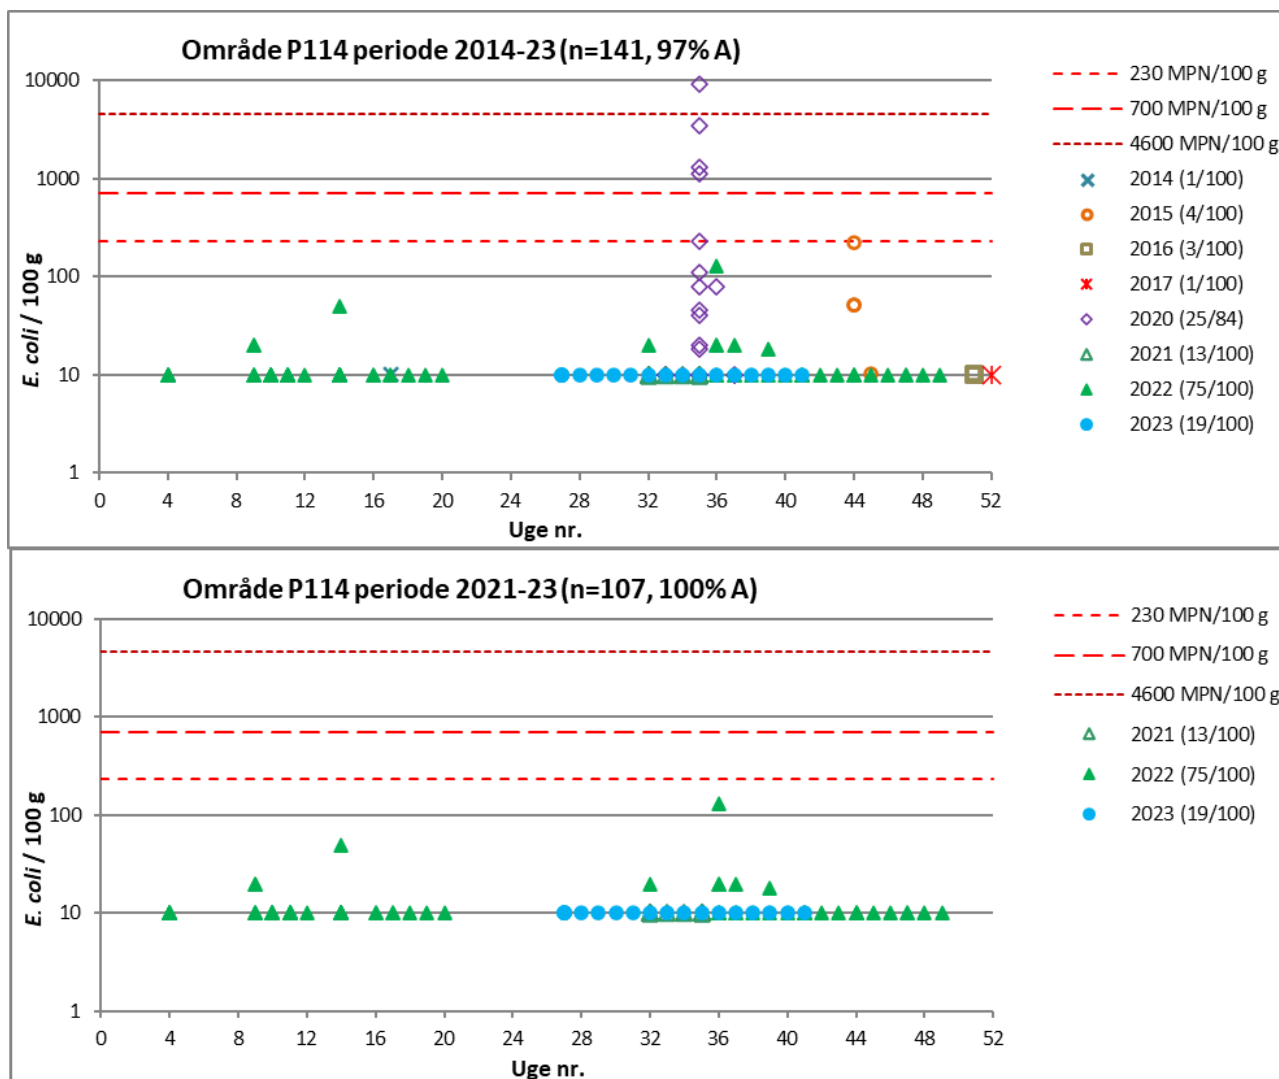 Område P114 periode 2014-23 (n=141, 97% A)
10000
1000
100
10
1
E. coli / 100 g
0 4 8 12 16 20 24 28 32 36 40 44 48 52
Uge nr.
230 MPN/100 g
700 MPN/100 g
4600 MPN/100 g
2014 (1/100)
2015 (4/100)
2016 (3/100)
2017 (1/100)
2020 (25/84)
2021 (13/100)
2022 (75/100)
2023 (19/100)
Område P114 periode 2021-23 (n=107, 100% A)
10000
1000
100
10
1
E. coli / 100 g
0 4 8 12 16 20 24 28 32 36 40 44 48 52
Uge nr.
230 MPN/100 g
700 MPN/100 g
4600 MPN/100 g
2021 (13/100)
2022 (75/100)
2023 (19/100)